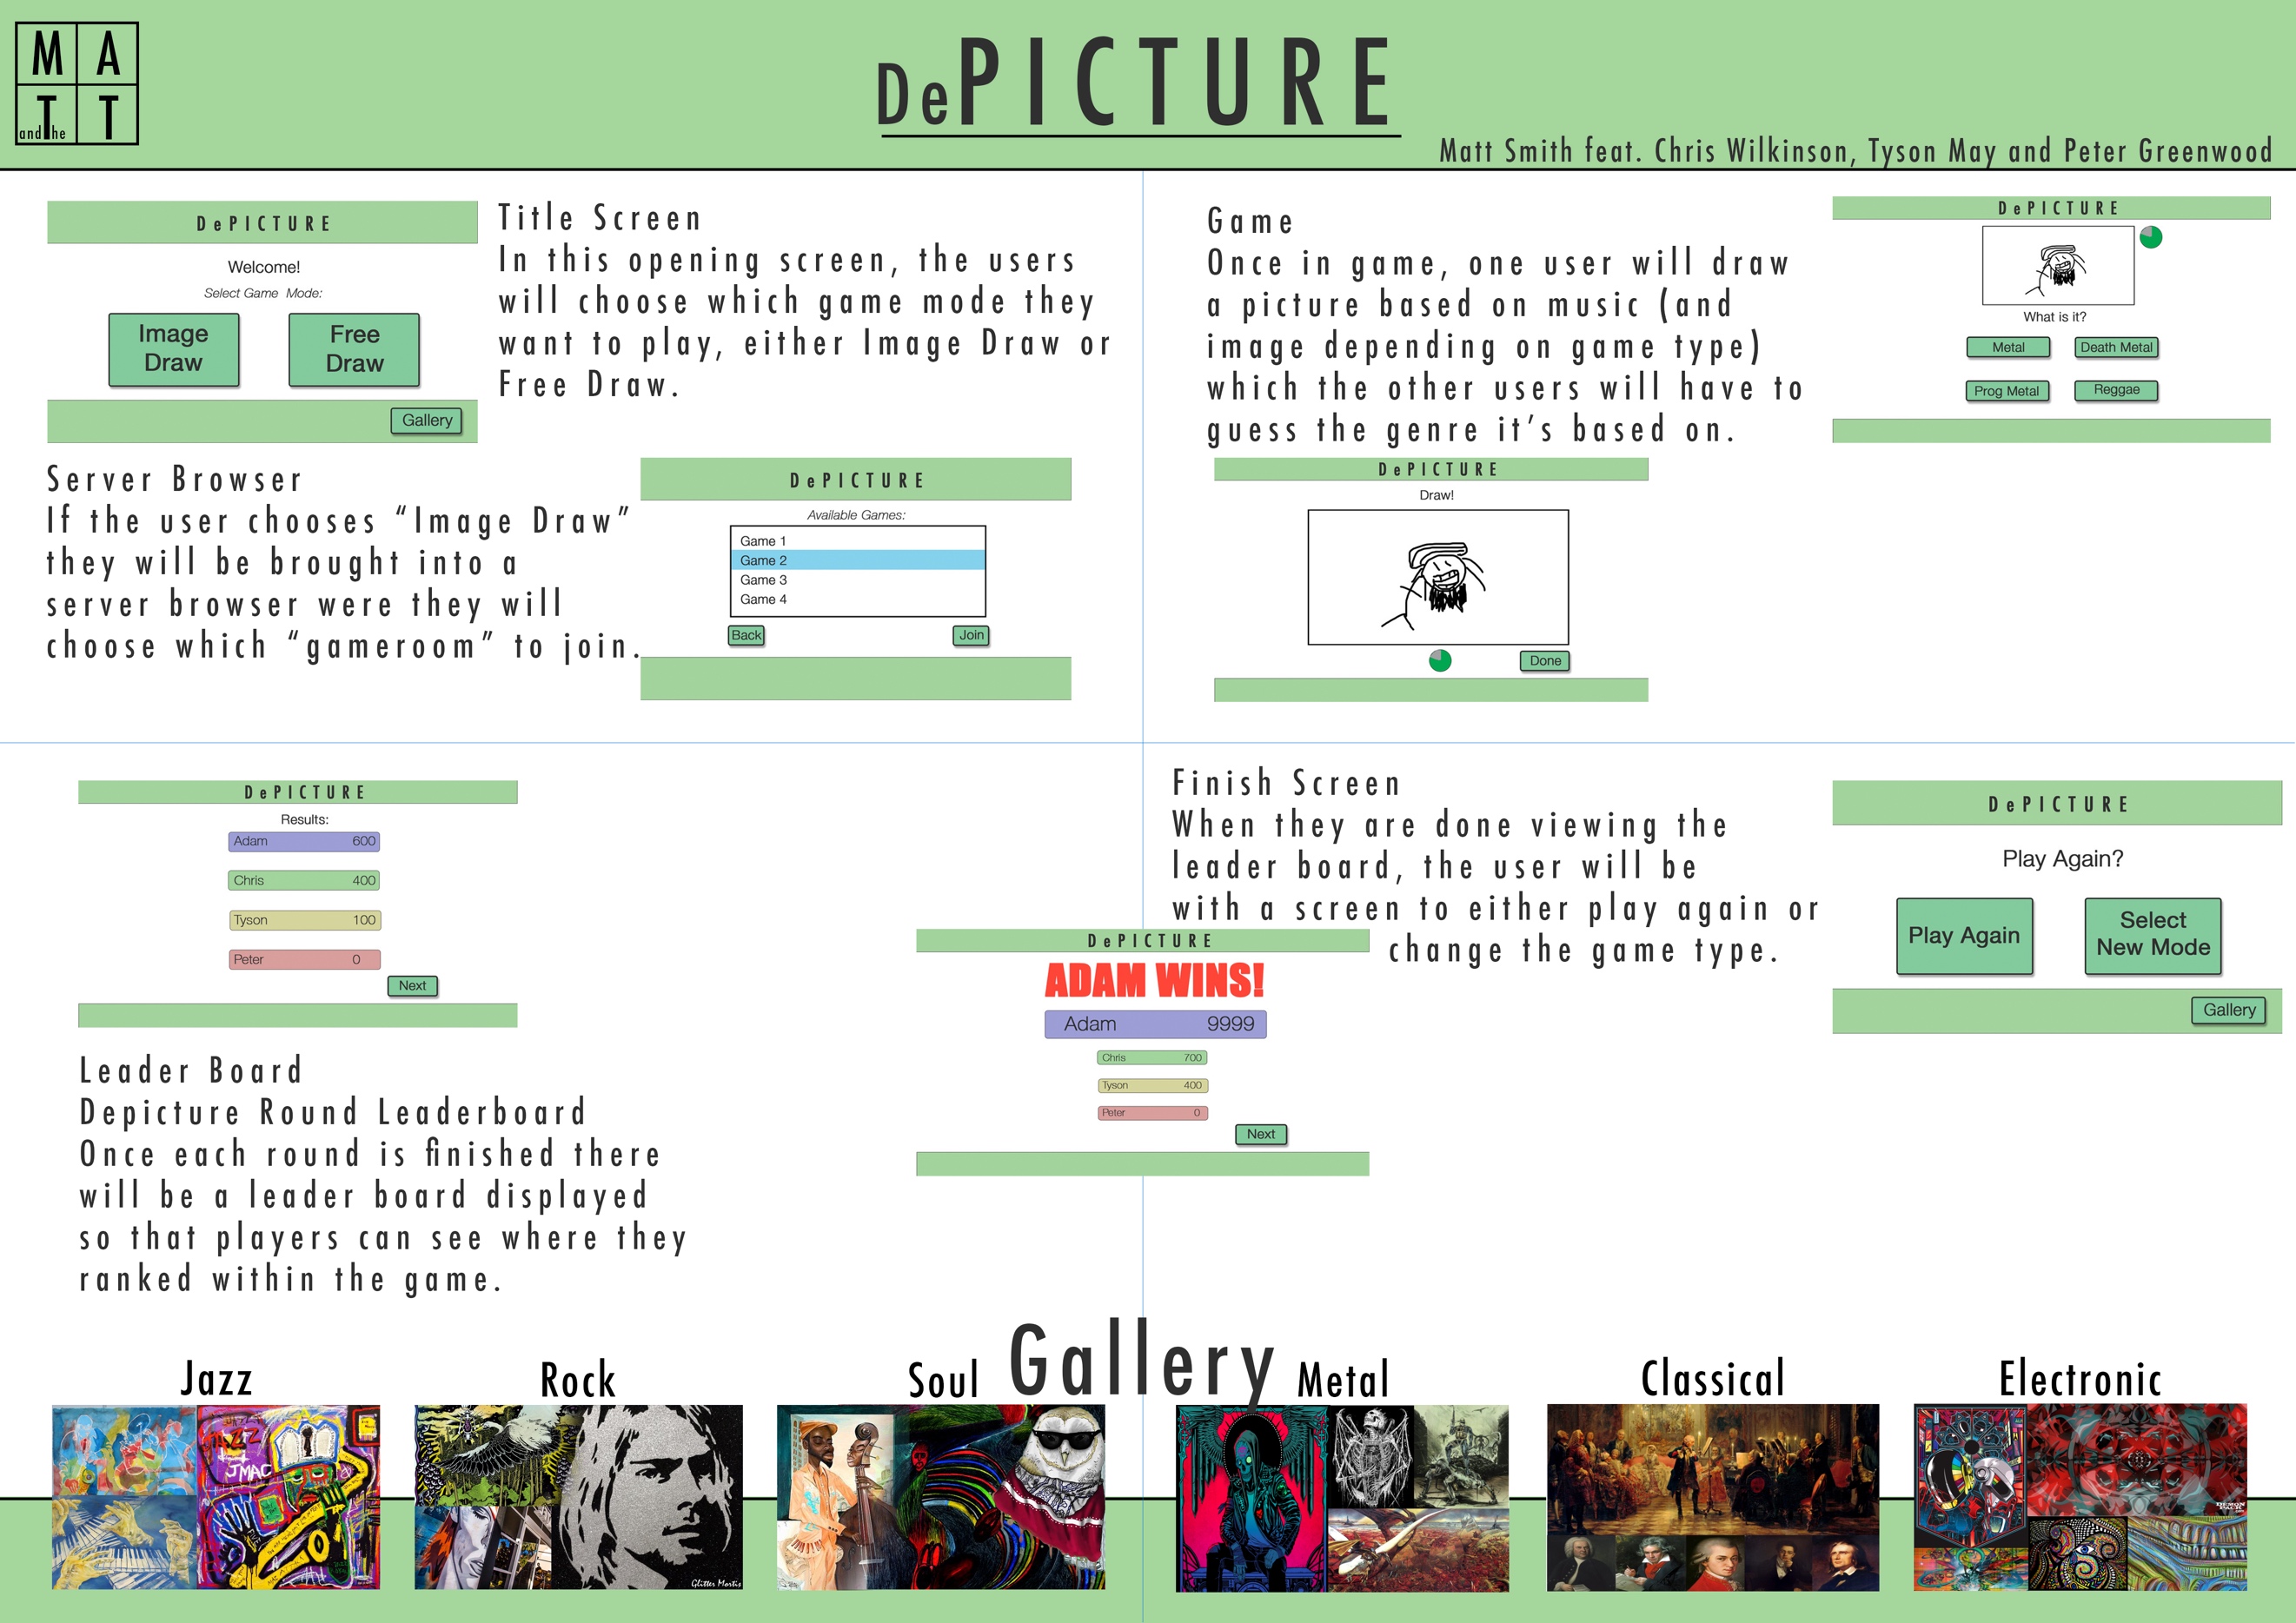 M A
and the
T T
DePICTURE
Matt Smith feat. Chris Wilkinson, Tyson May and Peter Greenwood
DePICTURE
Welcome!
Select Game Mode:
Image
Draw
Free
Draw
Gallery
Title Screen
In this opening screen, the users
will choose which game mode they
want to play, either Image Draw or
Free Draw.
Server Browser
If the user chooses “Image Draw”
they will be brought into a
server browser were they will
choose which “gameroom” to join.
DePICTURE
Available Games:
Game 1
Game 2
Game 3
Game 4
Back
Join
Game
Once in game, one user will draw
a picture based on music (and
image depending on game type)
which the other users will have to
guess the genre it’s based on.
DePICTURE
What is it?
Metal
Death Metal
Prog Metal
Reggae
DePICTURE
Draw!
Done
DePICTURE
Results:
Adam 600
Chris 400
Tyson 100
Peter 0
Next
Leader Board
Depicture Round Leaderboard
Once each round is finished there
will be a leader board displayed
so that players can see where they
ranked within the game.
Finish Screen
When they are done viewing the
leader board, the user will be
with a screen to either play again or
change the game type.
DePICTURE
ADAM WINS!
Adam 9999
Chris 700
Tyson 400
Peter 0
Next
DePICTURE
Play Again?
Play Again
Select
New Mode
Gallery
Gallery
Jazz
Rock
Soul
Metal
Classical
Electronic
JAZZ
JMAC
Glitter Mortis